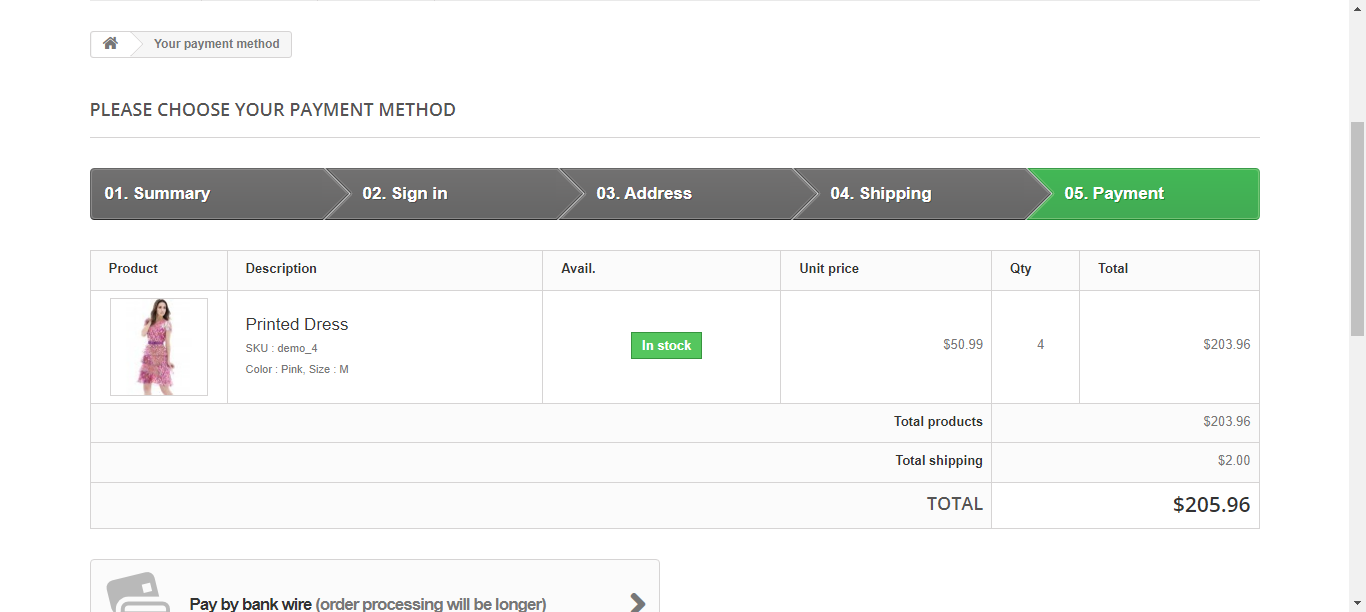 Your payment method
PLEASE CHOOSE YOUR PAYMENT METHOD
01. Summary 02. Sign in 03. Address 04. Shipping 05. Payment
Product Description Avail. Unit price Qty Total
Printed Dress
SKU : demo_4
Color : Pink, Size : M
In stock
$50.99 4 $203.96
Total products $203.96
Total shipping $2.00
TOTAL $205.96
Pay by bank wire (order processing will be longer)